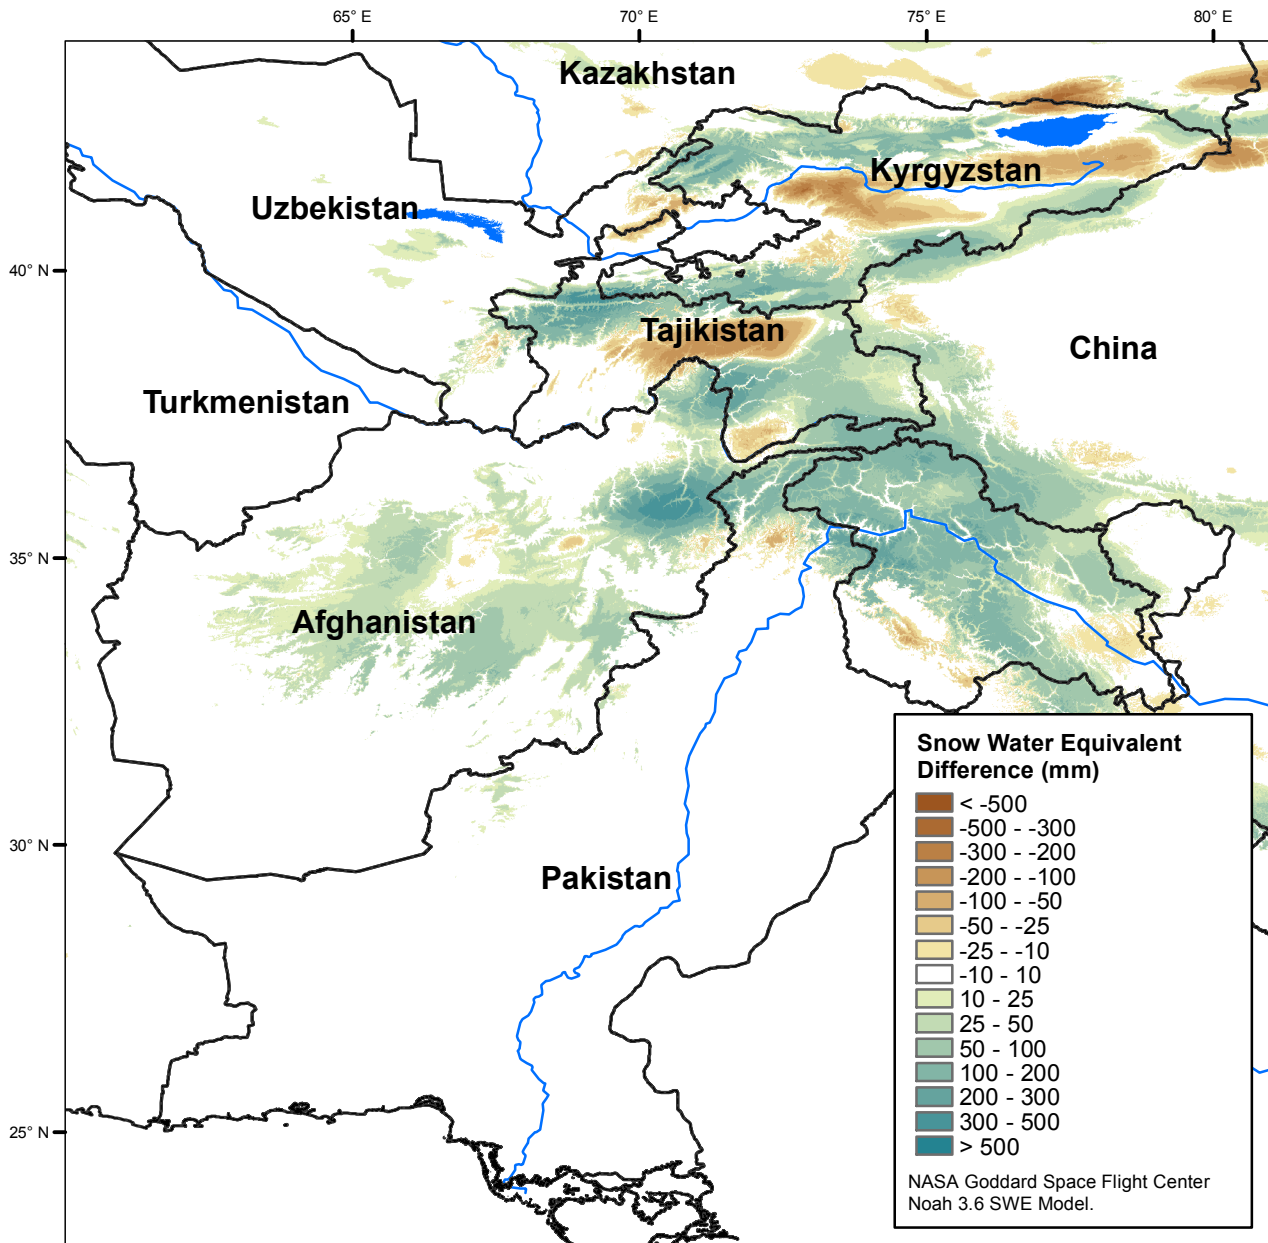 65° E
70° E
75° E
80° E
Kazakhstan
Kyrgyzstan
Uzbekistan
40° N
Tajikistan
China
Turkmenistan
35° N
Afghanistan
Snow Water Equivalent
Difference (mm)
< -500
-500 - -300
-300 - -200
-200 - -100
-100 - -50
-50 - -25
-25 - -10
-10 - 10
10 - 25
25 - 50
50 - 100
100 - 200
200 - 300
300 - 500
> 500
NASA Goddard Space Flight Center
Noah 3.6 SWE Model.
30° N
Pakistan
25° N